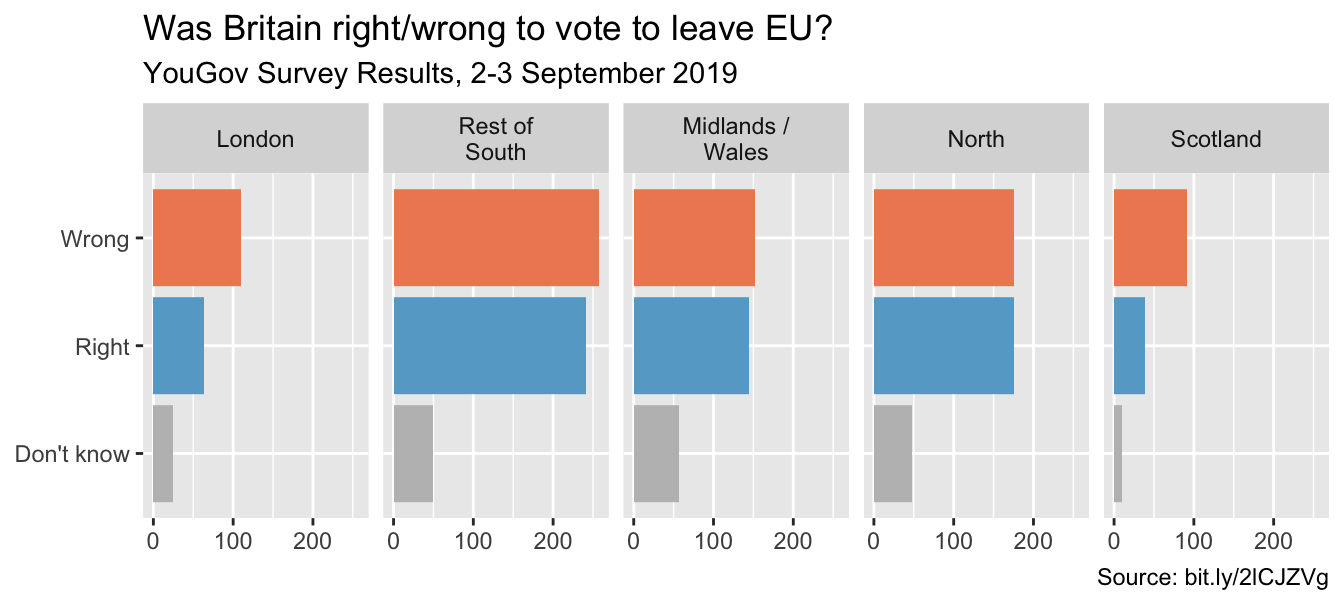 Was Britain right/wrong to vote to leave EU?
YouGov Survey Results, 2-3 September 2019
London
Rest of
South
Midlands /
Wales
North
Scotland
Wrong
Right
Don't know
0 100 200 0 100 200 0 100 200 0 100 200 0 100 200
Source: bit.ly/2lCJZVg